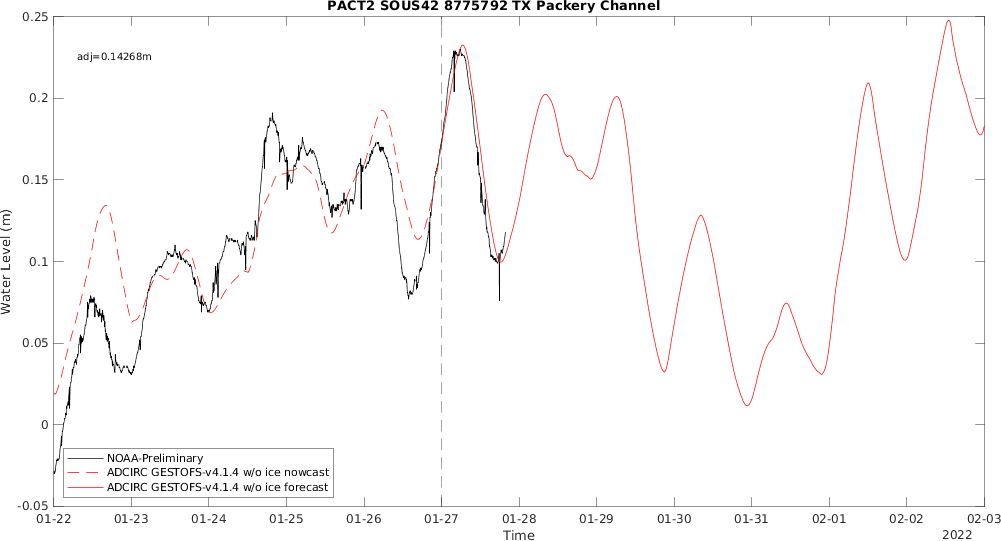 PACT2 SOUS42 8775792 TX Packery Channel
0.25
adj=0.14268m
0.2
0.15
0.1
0.05
0
-0.05
Water Level (m)
NOAA-Preliminary
ADCIRC GESTOFS-v4.1.4 w/o ice nowcast
ADCIRC GESTOFS-v4.1.4 w/o ice forecast
01-22 01-23 01-24 01-25 01-26 01-27 01-28 01-29 01-30 01-31 02-01 02-02 02-03
Time
2022